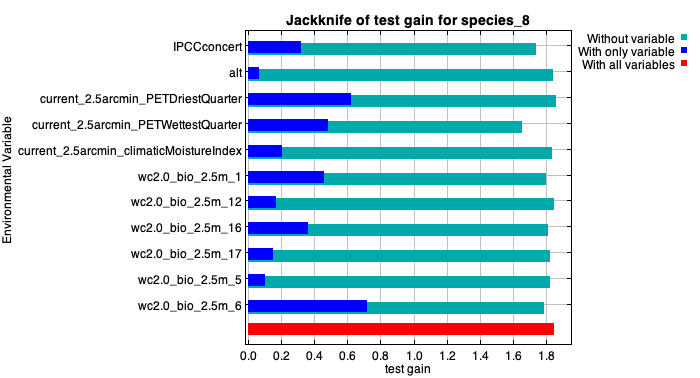 Jackknife of test gain for species_8
Without variable
With only variable
With all variables
Environmental Variable
IPCCconcert
alt
current_2.5arcmin_PETDriestQuarter
current_2.5arcmin_PETWettestQuarter
current_2.5arcmin_climaticMoistureIndex
wc2.0_bio_2.5m_1
wc2.0_bio_2.5m_12
wc2.0_bio_2.5m_16
wc2.0_bio_2.5m_17
wc2.0_bio_2.5m_5
wc2.0_bio_2.5m_6
0.0 0.2 0.4 0.6 0.8 1.0 1.2 1.4 1.6 1.8
test gain